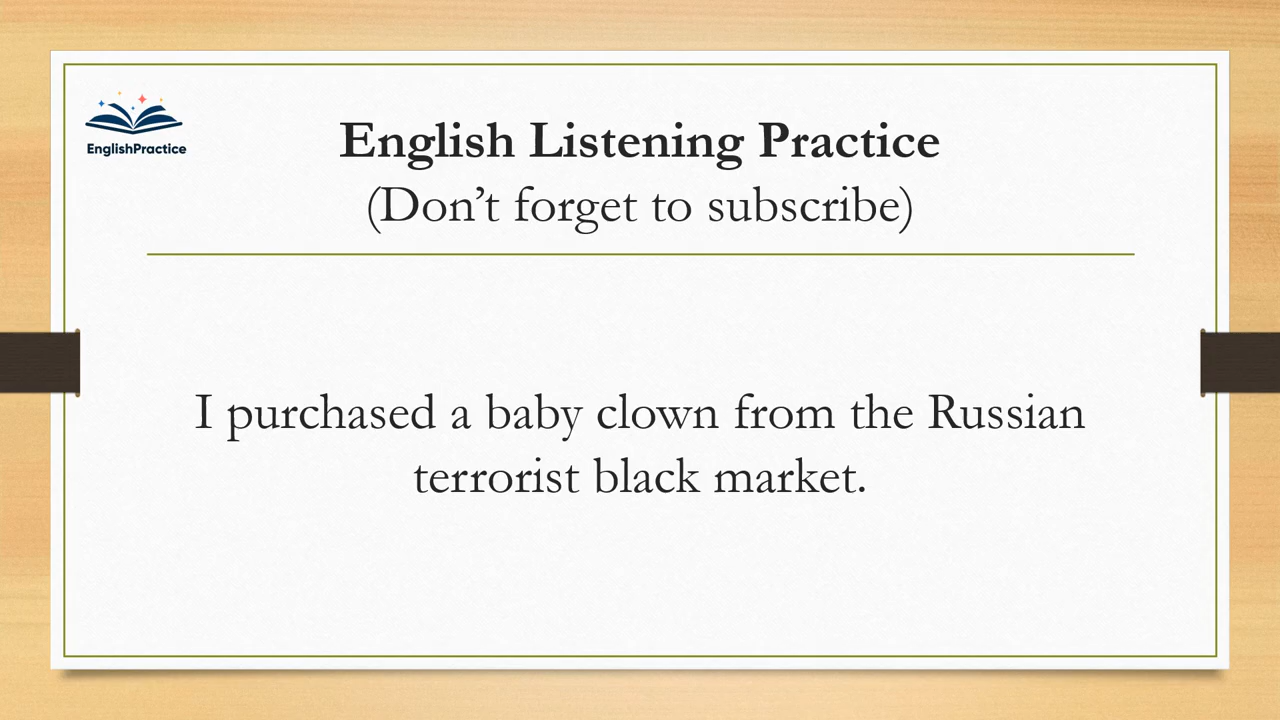 EnglishPractice
English Listening Practice
(Don’t forget to subscribe)
I purchased a baby clown from the Russian
terrorist black market.